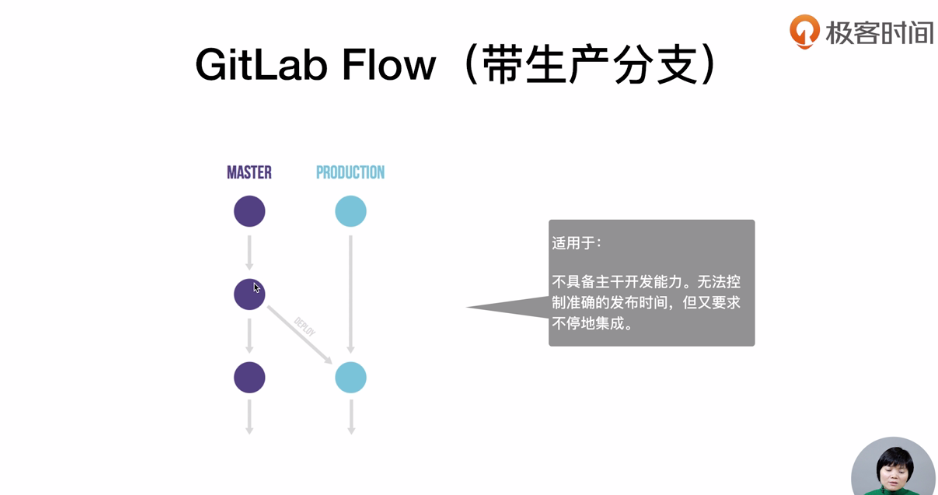 极客时间
GitLab Flow（带生产分支）
MASTER
PRODUCTION
DEPLOY
适用于：
不具备主干开发能力。无法控
制准确的发布时间，但又要求
不停地集成。